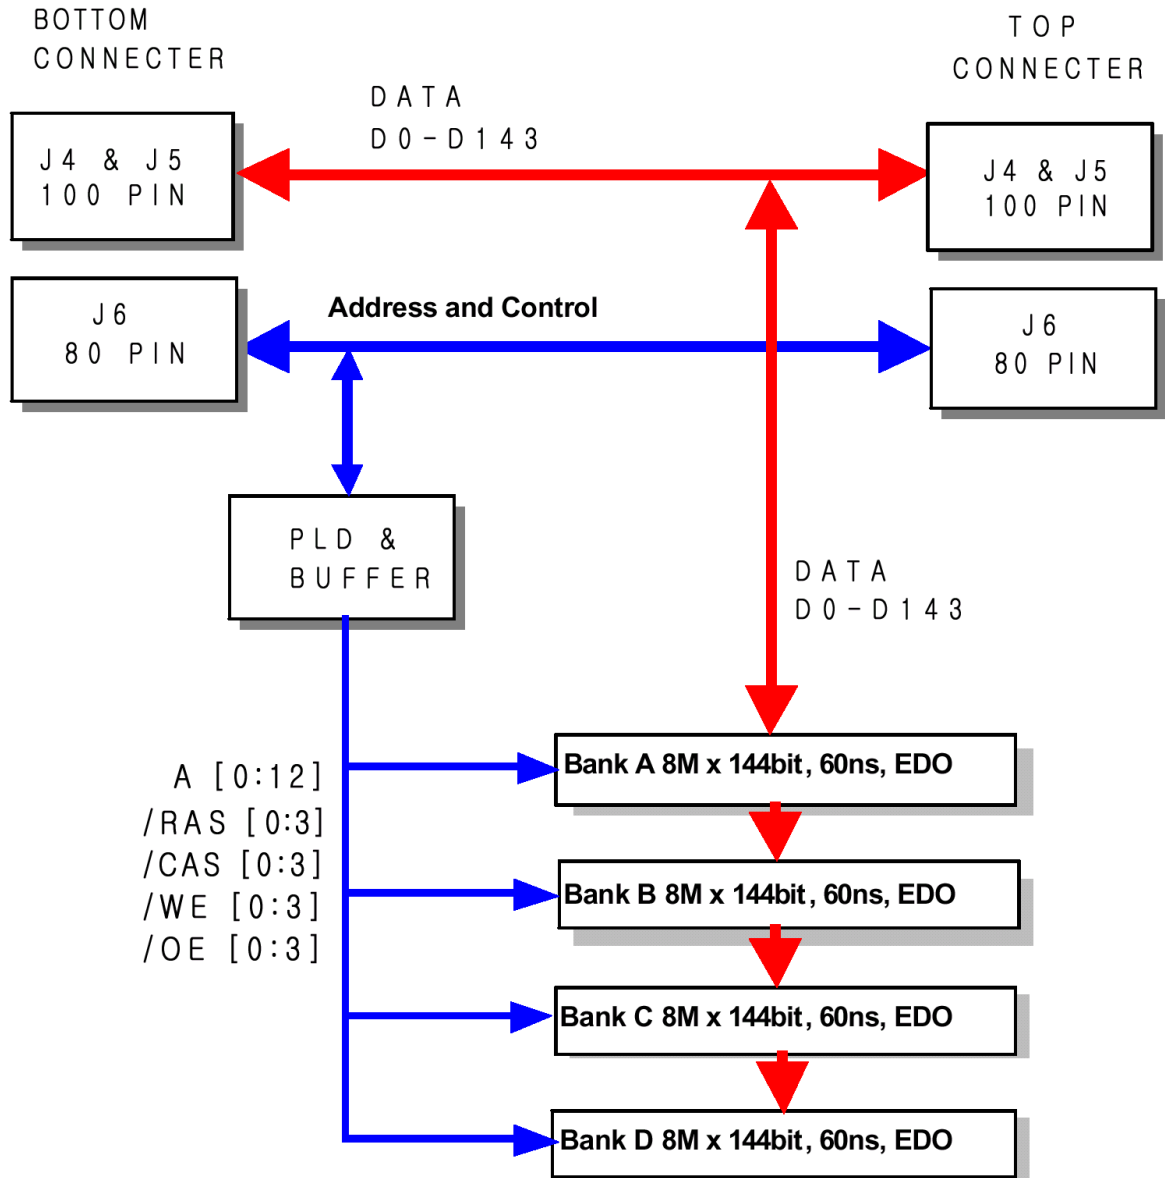 BOTTOM
CONNECTER
TOP
CONNECTER
DATA
D0-D143
J4 & J5
100 PIN
J4 & J5
100 PIN
Address and Control
J6
80 PIN
J6
80 PIN
PLD &
BUFFER
DATA
D0-D143
A [0:12]
/RAS [0:3]
/CAS [0:3]
/WE [0:3]
/OE [0:3]
Bank A 8M x 144bit, 60ns, EDO
Bank B 8M x 144bit, 60ns, EDO
Bank C 8M x 144bit, 60ns, EDO
Bank D 8M x 144bit, 60ns, EDO